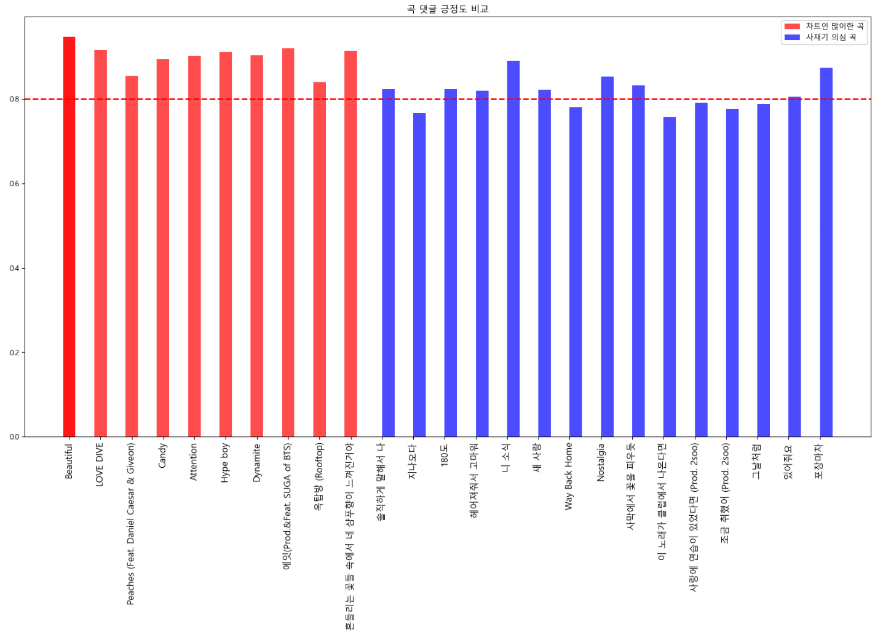 곡 댓글 긍정도 비교
차트인 많이한 곡
사재기 의심 곡
0.8
0.6
0.4
0.2
0.0
Beautiful
LOVE DIVE
Peaches (Feat. Daniel Caesar & Giveon)
Candy
Attention
Hype boy
Dynamite
에잇(Prod.&Feat. SUGA of BTS)
옥탑방 (Rooftop)
흔들리는 꽃들 속에서 네 샴푸향이 느껴진거야
솔직하게 말해서 나
지나오다
180도
헤어져줘서 고마워
니 소식
새 사랑
Way Back Home
Nostalgia
사막에서 꽃을 피우듯
이 노래가 클럽에서 나온다면
사랑에 연습이 있었다면 (Prod. 2soo)
조금 취했어 (Prod. 2soo)
그날처럼
있어줘요
포장마차